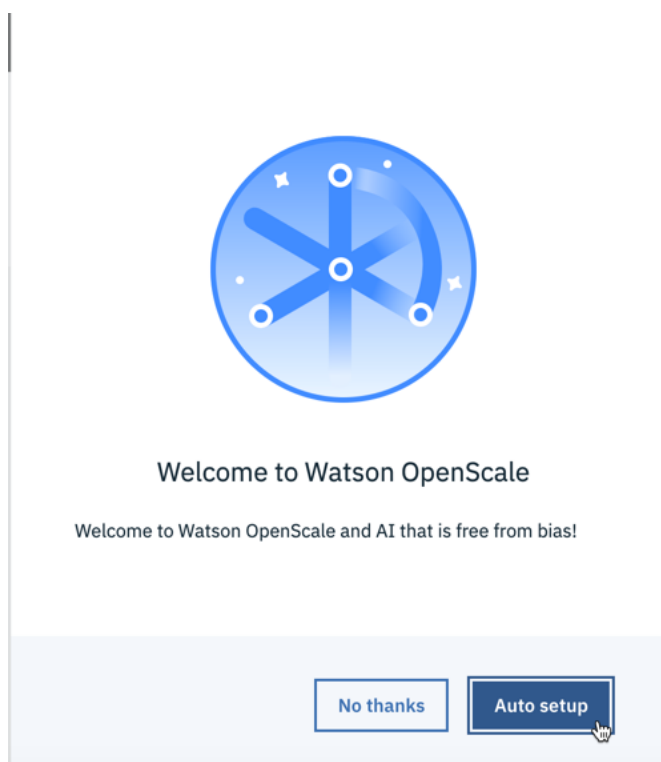 Welcome to Watson OpenScale
Welcome to Watson OpenScale and AI that is free from bias!
No thanks
Auto setup